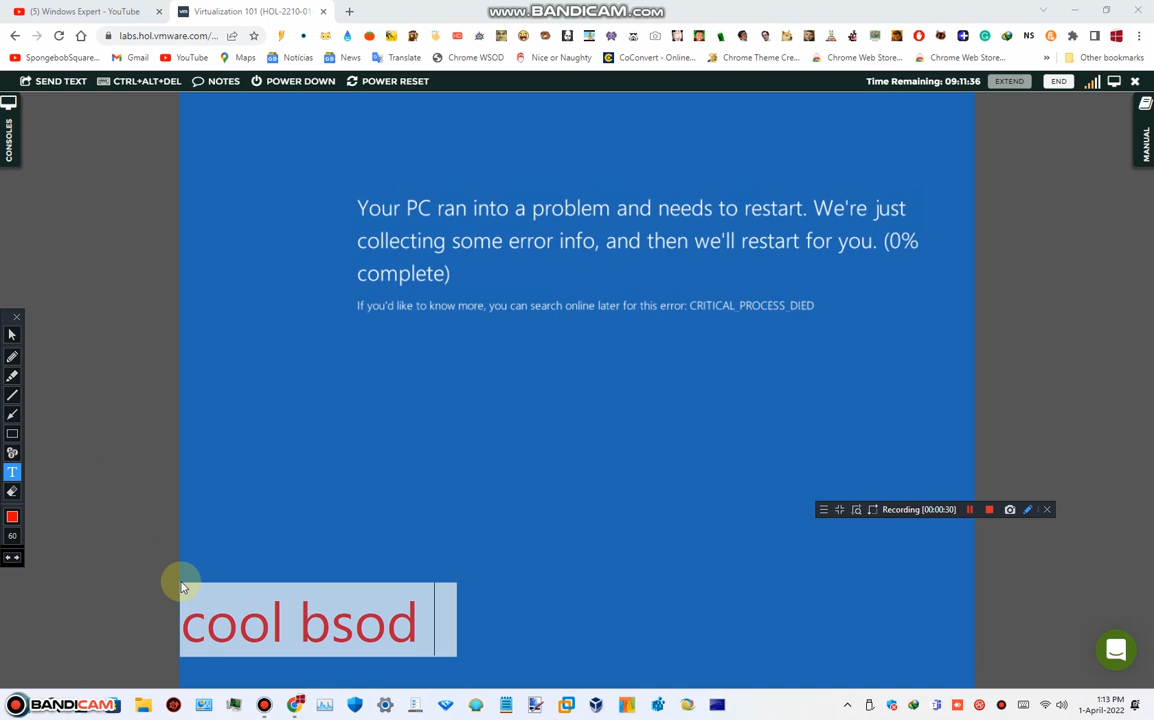 (5) Windows Expert - YouTube
Virtualization 101 (HOL-2210-01
www.BANDICAM.com
labs.hol.vmware.com/...
SpongebobSquare...
Gmail
YouTube
Maps
Notícias
News
Translate
Chrome WSOD
Nice or Naughty
CoConvert - Online...
Chrome Theme Cre...
Chrome Web Store...
Chrome Web Store...
Other bookmarks
SEND TEXT
CTRL+ALT+DEL
NOTES
POWER DOWN
POWER RESET
Time Remaining: 09:11:36
EXTEND
END
CONSOLES
MANUAL
Your PC ran into a problem and needs to restart. We're just
collecting some error info, and then we'll restart for you. (0%
complete)
If you'd like to know more, you can search online later for this error: CRITICAL_PROCESS_DIED
T
60
Recording [00:00:30]
cool bsod
BANDICAM
1:13 PM
1-April-2022